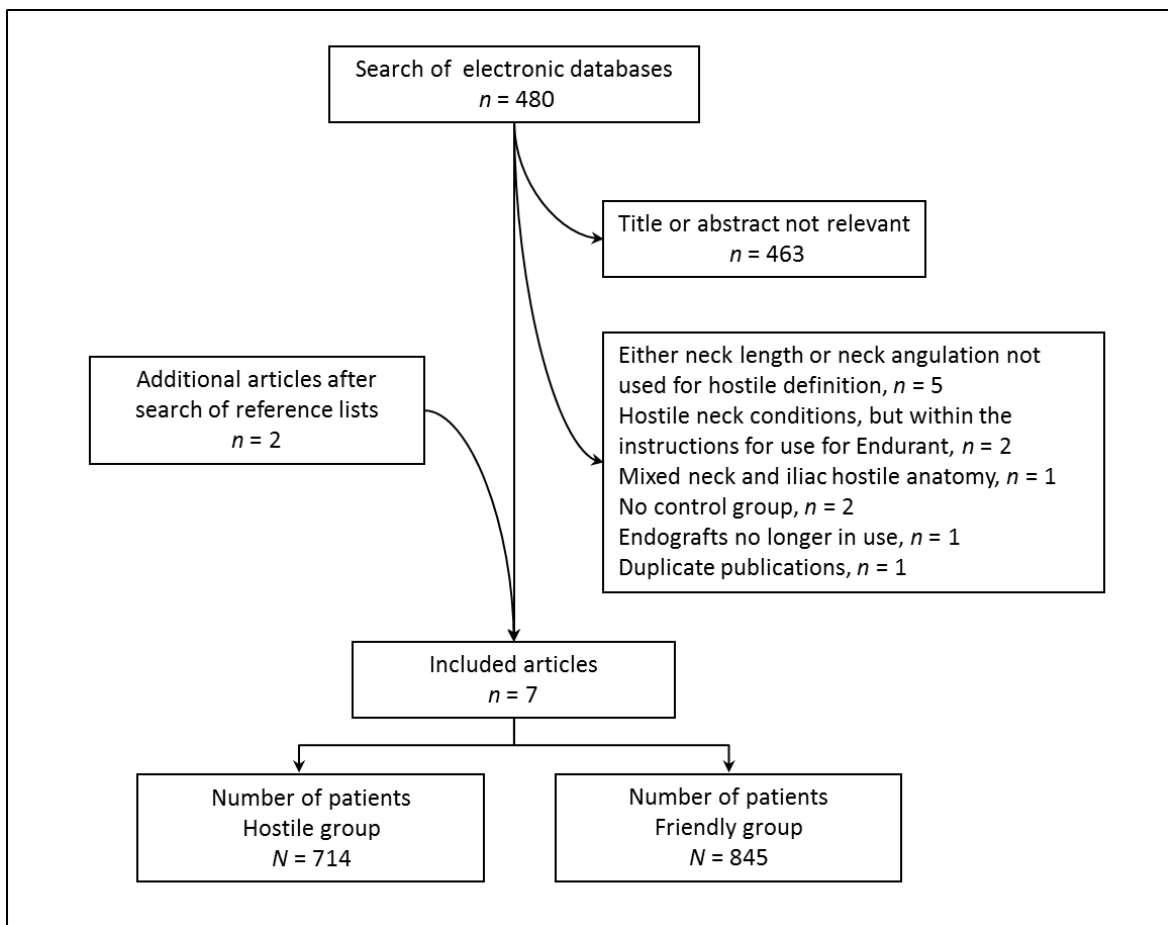 Search of electronic databases
n = 480
Title or abstract not relevant
n = 463
Either neck length or neck angulation not
used for hostile definition, n = 5
Hostile neck conditions, but within the
instructions for use for Endurant, n = 2
Mixed neck and iliac hostile anatomy, n = 1
No control group, n = 2
Endografts no longer in use, n = 1
Duplicate publications, n = 1
Additional articles after
search of reference lists
n = 2
Included articles
n = 7
Number of patients
Hostile group
N = 714
Number of patients
Friendly group
N = 845